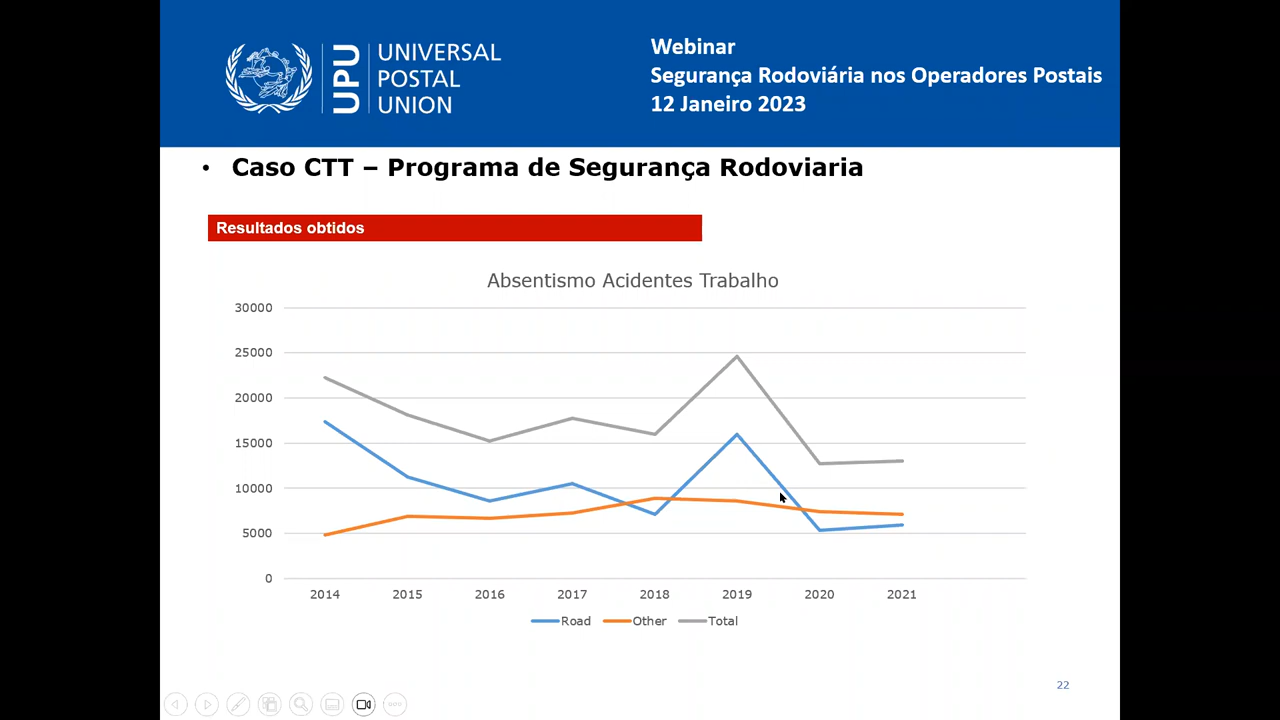 UPU
UNIVERSAL
POSTAL
UNION
Webinar
Segurança Rodoviária nos Operadores Postais
12 Janeiro 2023
• Caso CTT – Programa de Segurança Rodoviaria
Resultados obtidos
Absentismo Acidentes Trabalho
30000
25000
20000
15000
10000
5000
0
2014 2015 2016 2017 2018 2019 2020 2021
Road Other Total
22